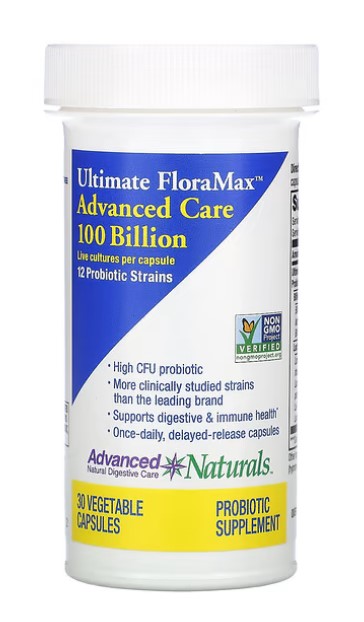 Ultimate FloraMax™
Advanced Care
100 Billion
Live cultures per capsule
12 Probiotic Strains
NON
GMO
Project
VERIFIED
nongmoproject.org
• High CFU probiotic
• More clinically studied strains
than the leading brand
• Supports digestive & immune health*
• Once-daily, delayed-release capsules
Advanced Naturals™
Natural Digestive Care
30 VEGETABLE
CAPSULES
PROBIOTIC
SUPPLEMENT